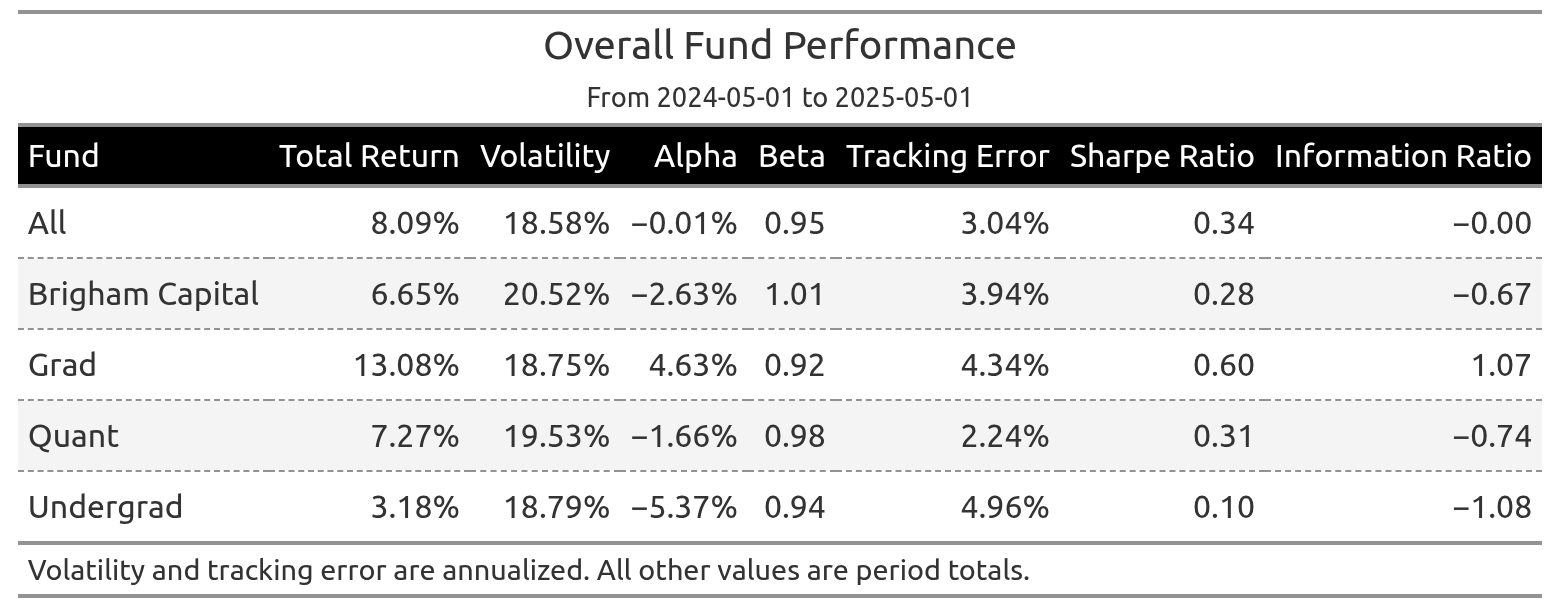 Overall Fund Performance
From 2024-05-01 to 2025-05-01
Fund Total Return Volatility Alpha Beta Tracking Error Sharpe Ratio Information Ratio
All 8.09% 18.58% −0.01% 0.95 3.04% 0.34 −0.00
Brigham Capital 6.65% 20.52% −2.63% 1.01 3.94% 0.28 −0.67
Grad 13.08% 18.75% 4.63% 0.92 4.34% 0.60 1.07
Quant 7.27% 19.53% −1.66% 0.98 2.24% 0.31 −0.74
Undergrad 3.18% 18.79% −5.37% 0.94 4.96% 0.10 −1.08
Volatility and tracking error are annualized. All other values are period totals.